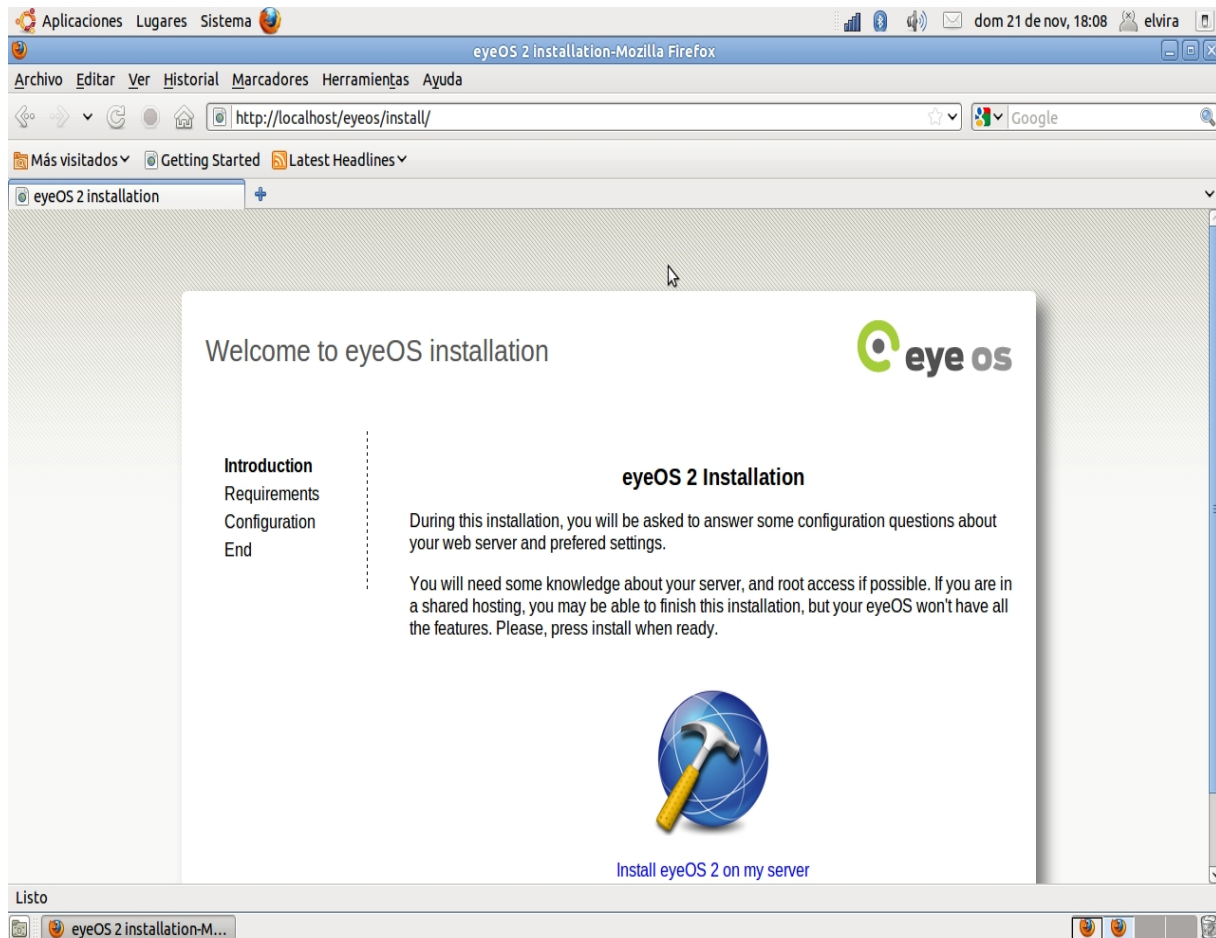 Aplicaciones Lugares Sistema
dom 21 de nov, 18:08 elvira
eyeOS 2 installation-Mozilla Firefox
Archivo Editar Ver Historial Marcadores Herramientas Ayuda
http://localhost/eyeos/install/
Google
Más visitados Getting Started Latest Headlines
eyeOS 2 installation
Welcome to eyeOS installation
eye os
Introduction
Requirements
Configuration
End
eyeOS 2 Installation
During this installation, you will be asked to answer some configuration questions about
your web server and prefered settings.
You will need some knowledge about your server, and root access if possible. If you are in
a shared hosting, you may be able to finish this installation, but your eyeOS won't have all
the features. Please, press install when ready.
Install eyeOS 2 on my server
Listo
eyeOS 2 installation-M...